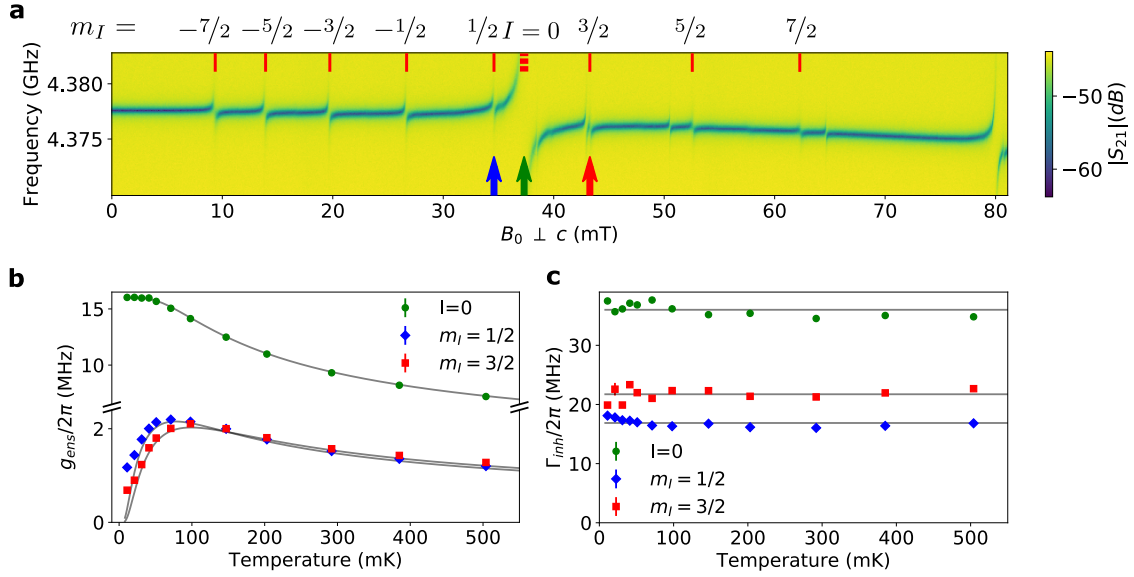 a
m_I = −7/2 −5/2 −3/2 −1/2 1/2 I = 0 3/2 5/2 7/2
Frequency (GHz)
4.380
4.375
0 10 20 30 40 50 60 70 80
B_0 ⊥ c (mT)
−50
−60
|S_21|(dB)
b
g_ens/2π (MHz)
15
10
2
0
0 100 200 300 400 500
Temperature (mK)
I=0
m_I = 1/2
m_I = 3/2
c
Γ_inh/2π (MHz)
30
20
10
0
0 100 200 300 400 500
Temperature (mK)
I=0
m_I = 1/2
m_I = 3/2